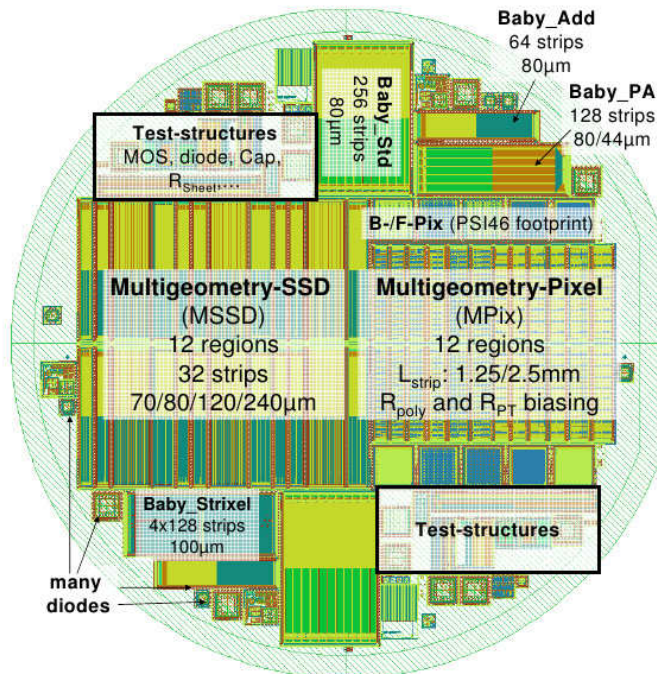 Baby_Add
64 strips
80µm
Baby_PA
128 strips
80/44µm
Baby_Std
256 strips
80µm
Test-structures
MOS, diode, Cap,
R_Sheet,...
B-/F-Pix (PSI46 footprint)
Multigeometry-SSD
(MSSD)
12 regions
32 strips
70/80/120/240µm
Multigeometry-Pixel
(MPix)
12 regions
L_strip: 1.25/2.5mm
R_poly and R_PT biasing
Baby_Strixel
4x128 strips
100µm
Test-structures
many
diodes